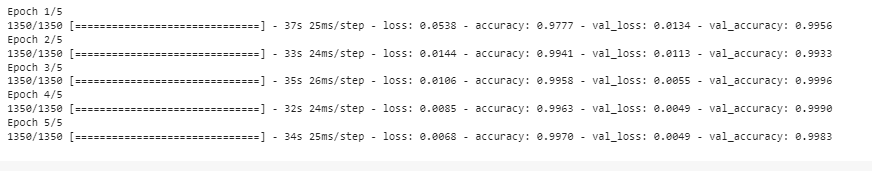 Epoch 1/5
1350/1350 [==============================] - 37s 25ms/step - loss: 0.0538 - accuracy: 0.9777 - val_loss: 0.0134 - val_accuracy: 0.9956
Epoch 2/5
1350/1350 [==============================] - 33s 24ms/step - loss: 0.0144 - accuracy: 0.9941 - val_loss: 0.0113 - val_accuracy: 0.9933
Epoch 3/5
1350/1350 [==============================] - 35s 26ms/step - loss: 0.0106 - accuracy: 0.9958 - val_loss: 0.0055 - val_accuracy: 0.9996
Epoch 4/5
1350/1350 [==============================] - 32s 24ms/step - loss: 0.0085 - accuracy: 0.9963 - val_loss: 0.0049 - val_accuracy: 0.9990
Epoch 5/5
1350/1350 [==============================] - 34s 25ms/step - loss: 0.0068 - accuracy: 0.9970 - val_loss: 0.0049 - val_accuracy: 0.9983